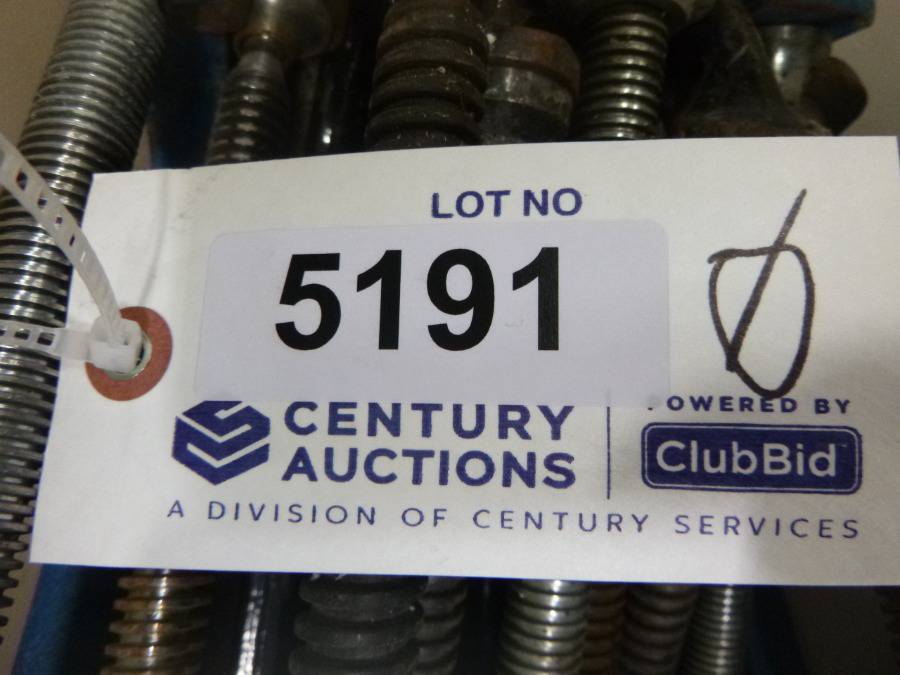 LOT NO
5191
CENTURY
AUCTIONS
POWERED BY
ClubBid
A DIVISION OF CENTURY SERVICES